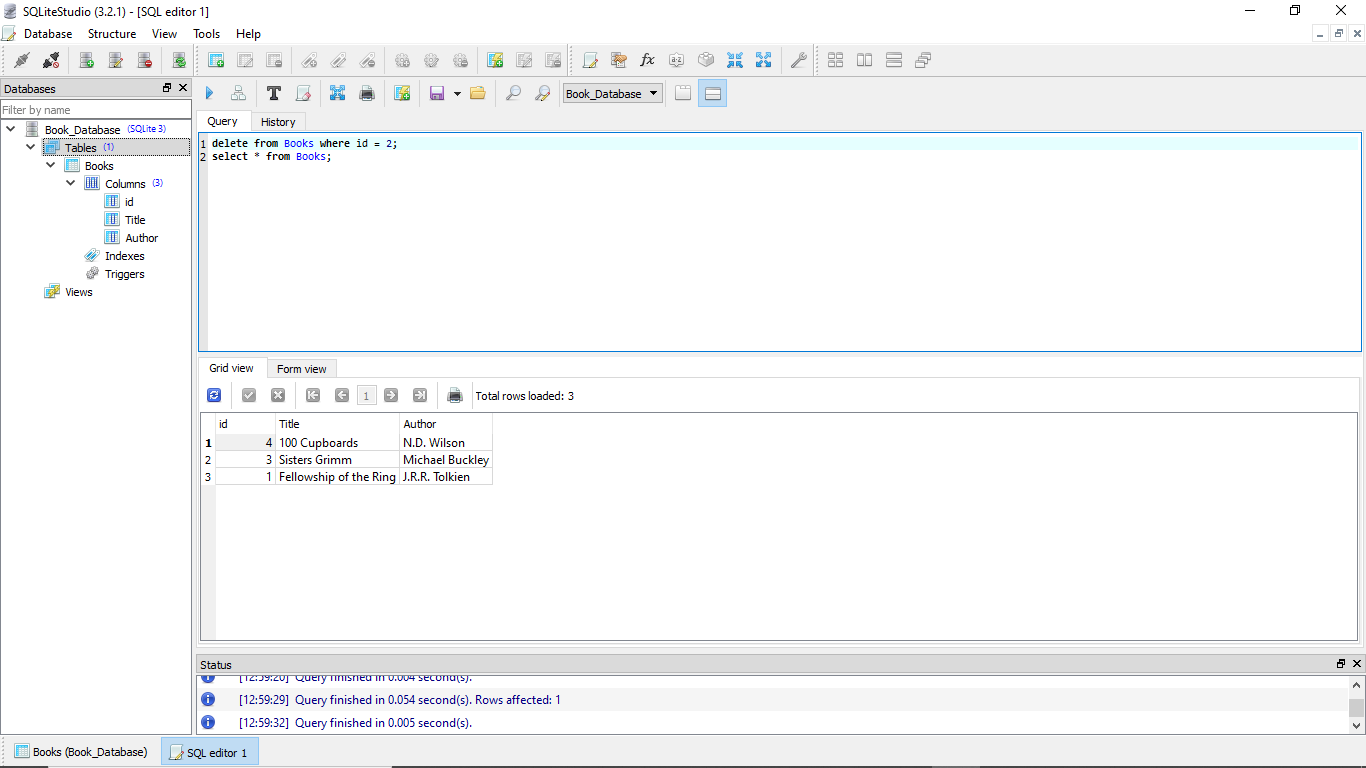 SQLiteStudio (3.2.1) - [SQL editor 1]
Database Structure View Tools Help
Databases
Filter by name
Book_Database (SQLite 3)
Tables (1)
Books
Columns (3)
id
Title
Author
Indexes
Triggers
Views
Book_Database
Query History
1 delete from Books where id = 2;
2 select * from Books;
Grid view Form view
1 Total rows loaded: 3
id Title Author
1 4 100 Cupboards N.D. Wilson
2 3 Sisters Grimm Michael Buckley
3 1 Fellowship of the Ring J.R.R. Tolkien
Status
[12:59:20] Query finished in 0.004 second(s).
[12:59:29] Query finished in 0.054 second(s). Rows affected: 1
[12:59:32] Query finished in 0.005 second(s).
Books (Book_Database) SQL editor 1